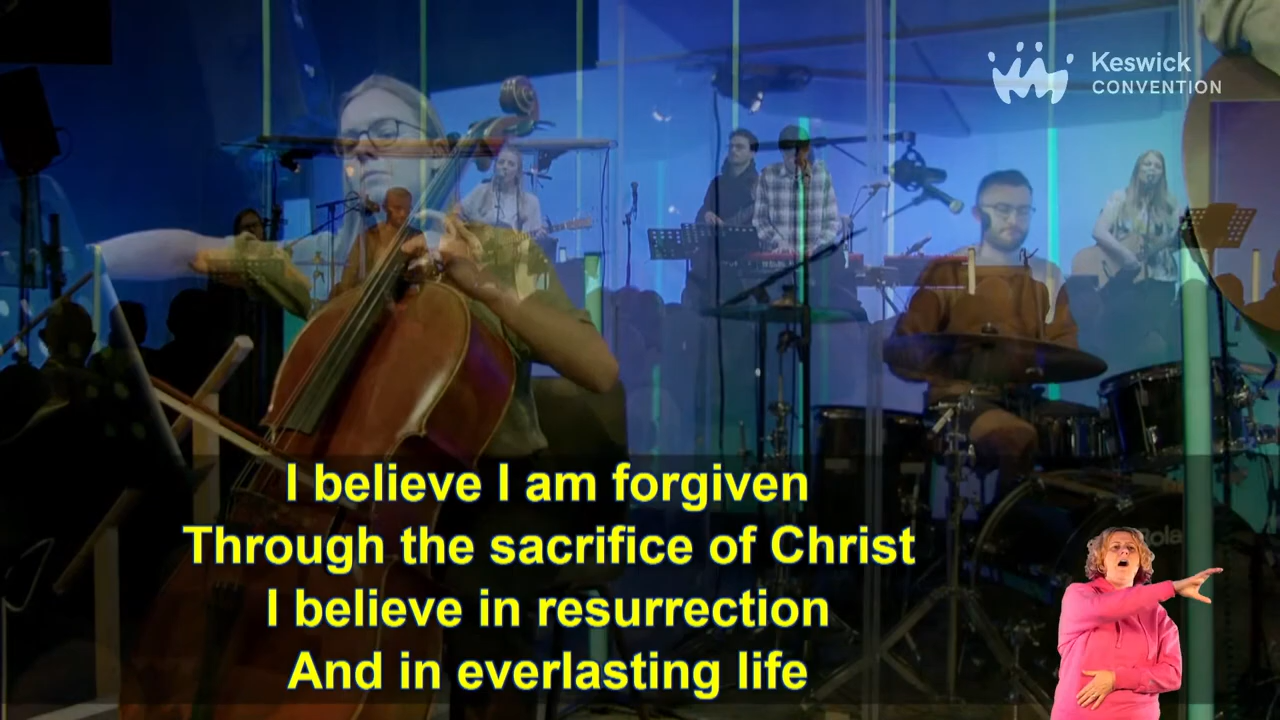 Keswick
CONVENTION
I believe I am forgiven
Through the sacrifice of Christ
I believe in resurrection
And in everlasting life